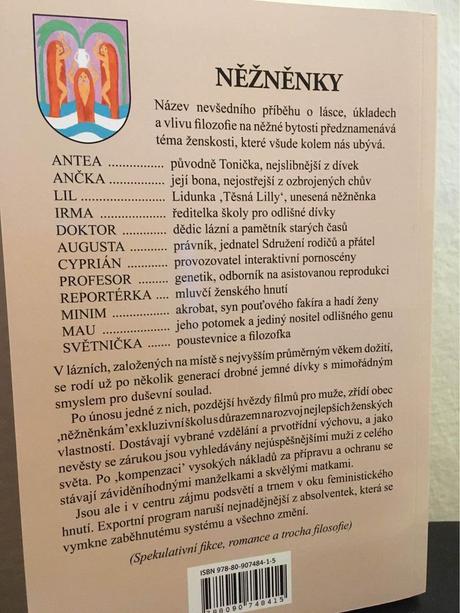 NĚŽNĚNKY
Název nevšedního příběhu o lásce, úkladech
a vlivu filozofie na něžné bytosti předznamenává
téma ženskosti, které všude kolem nás ubývá.
ANTEA ................ původně Tonička, nejslibnější z dívek
ANČKA ............... její bona, nejostřejší z ozbrojených chův
LIL ..................... Lidunka ‚Těsná Lilly‘, unesená něžněnka
IRMA .................. ředitelka školy pro odlišné dívky
DOKTOR ............. dědic lázní a pamětník starých časů
AUGUSTA ........... právník, jednatel Sdružení rodičů a přátel
CYPRIÁN ........... provozovatel interaktivní pornoscény
PROFESOR ......... genetik, odborník na asistovanou reprodukci
REPORTÉRKA .... mluvčí ženského hnutí
MINIM ................ akrobat, syn pouťového fakíra a hadí ženy
MAU ................... jeho potomek a jediný nositel odlišného genu
SVĚTNIČKA ........ poustevnice a filozofka
V lázních, založených na místě s nejvyšším průměrným věkem dožití,
se rodí už po několik generací drobné jemné dívky s mimořádným
smyslem pro duševní soulad.
Po únosu jedné z nich, pozdější hvězdy filmů pro muže, zřídí obec
‚něžněnkám‘ exkluzivní školu s důrazem na rozvoj nejlepších ženských
vlastností. Dostávají vybrané vzdělání a prvotřídní výchovu, a jako
nevěsty se zárukou jsou vyhledávány nejúspěšnějšími muži z celého
světa. Po ‚kompenzaci‘ vysokých nákladů za přípravu a ochranu se
stávají záviděníhodnými manželkami a skvělými matkami.
Jsou ale i v centru zájmu podsvětí a trnem v oku feministického
hnutí. Exportní program naruší nejnadějnější z absolventek, která se
vymkne zaběhnutému systému a všechno změní.
(Spekulativní fikce, romance a trocha filosofie)
ISBN 978-80-907484-1-5
9788090748415